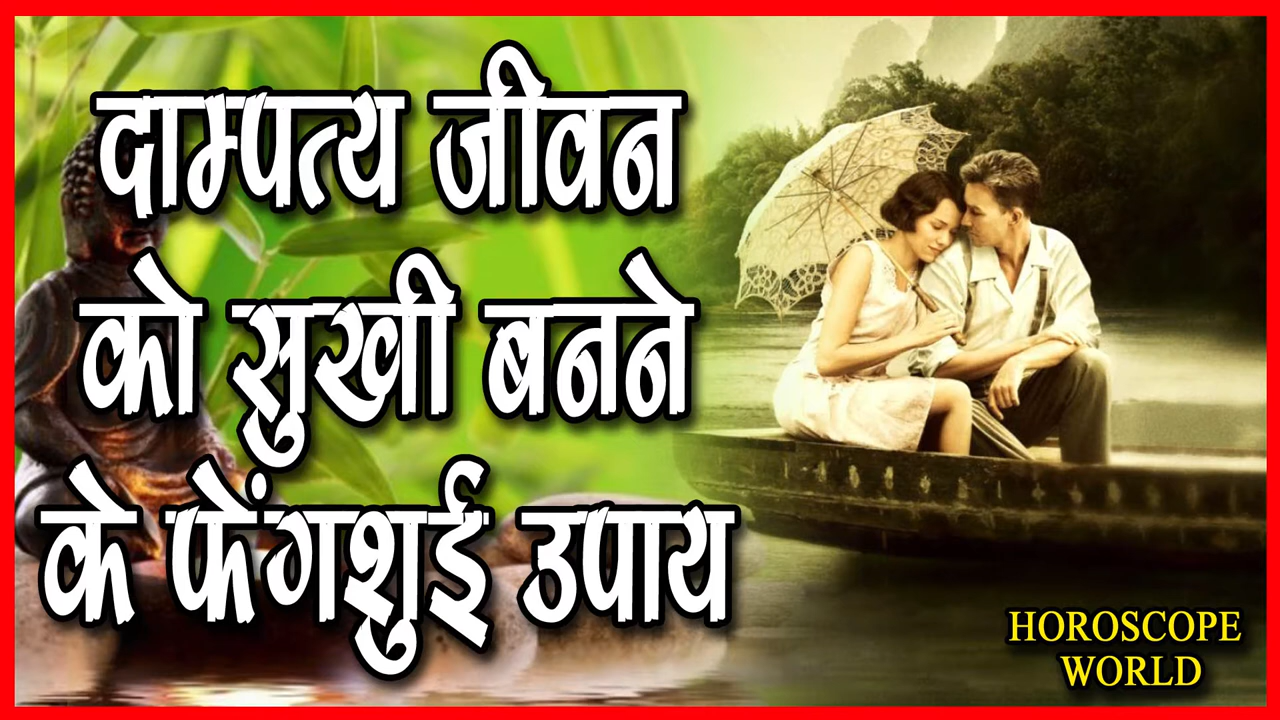 दाम्पत्य जीवन
को सुखी बनने
के फेंगशुई उपाय
HOROSCOPE
WORLD